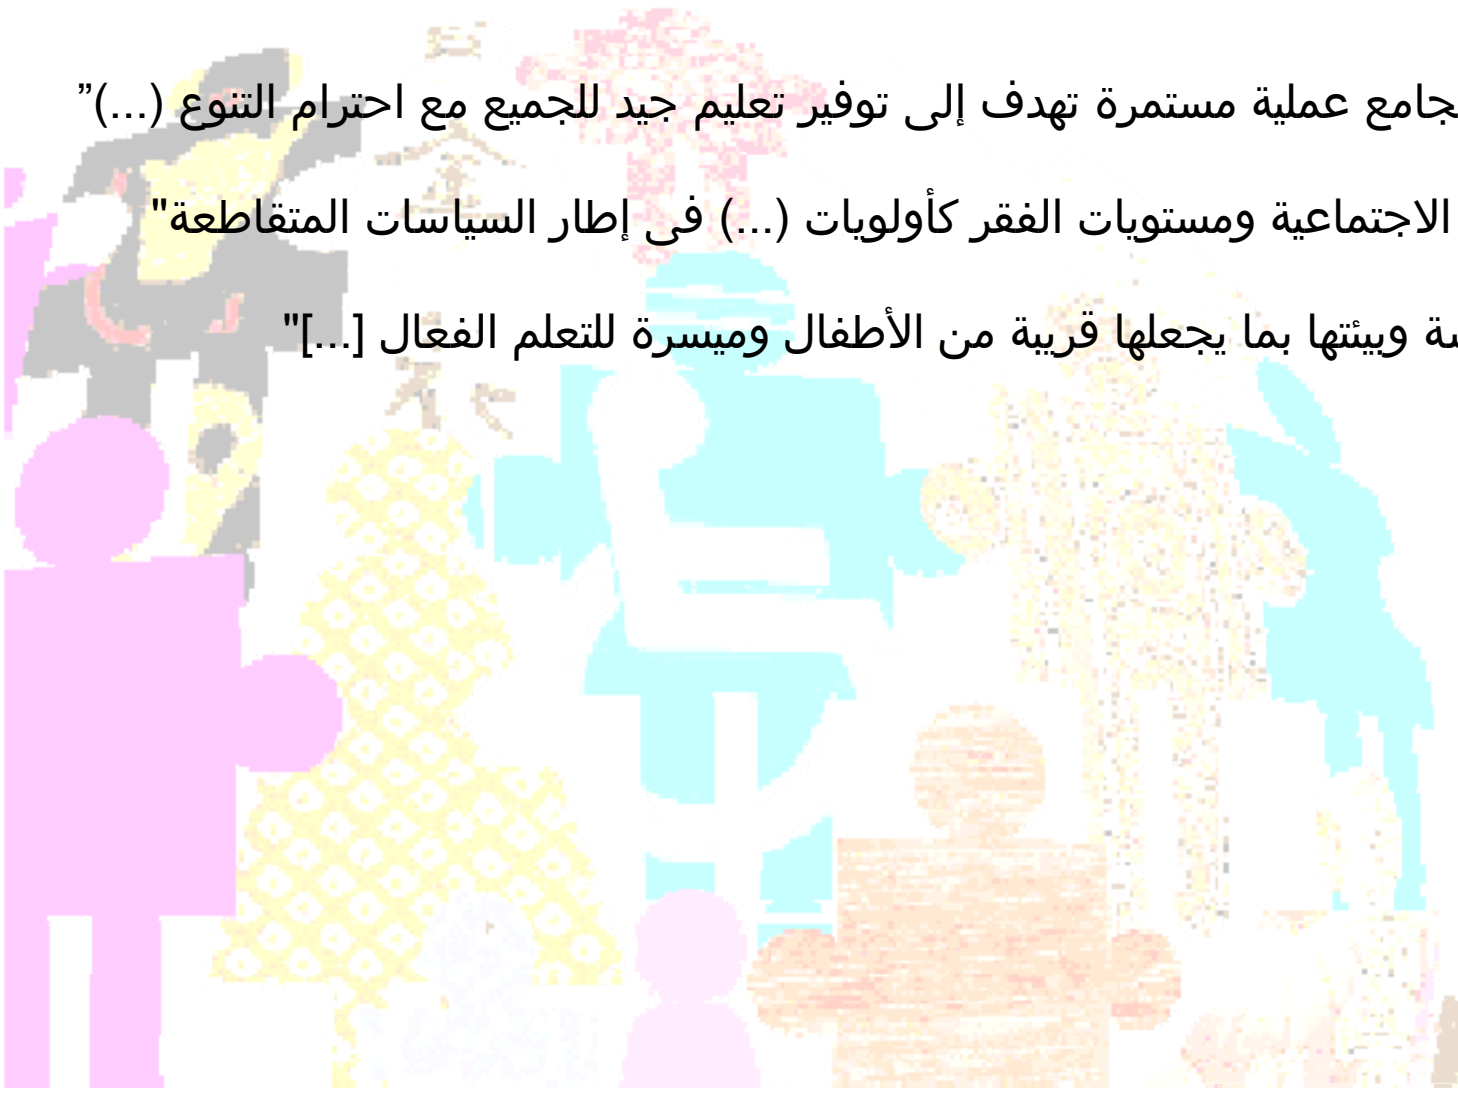 جامع عملية مستمرة تهدف إلى توفير تعليم جيد للجميع مع احترام التنوع (...)”
الاجتماعية ومستويات الفقر كأولويات (...) فى إطار السياسات المتقاطعة"
وبيئتها بما يجعلها قريبة من الأطفال وميسرة للتعلم الفعال [...]"